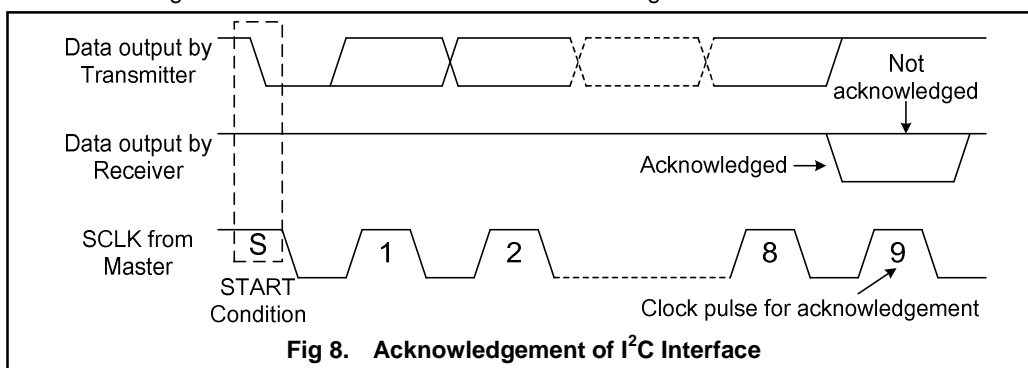 Data output by
Transmitter
Not
acknowledged
Data output by
Receiver
Acknowledged
SCLK from
Master
S
1
2
8
9
START
Condition
Clock pulse for acknowledgement
Fig 8. Acknowledgement of I²C Interface